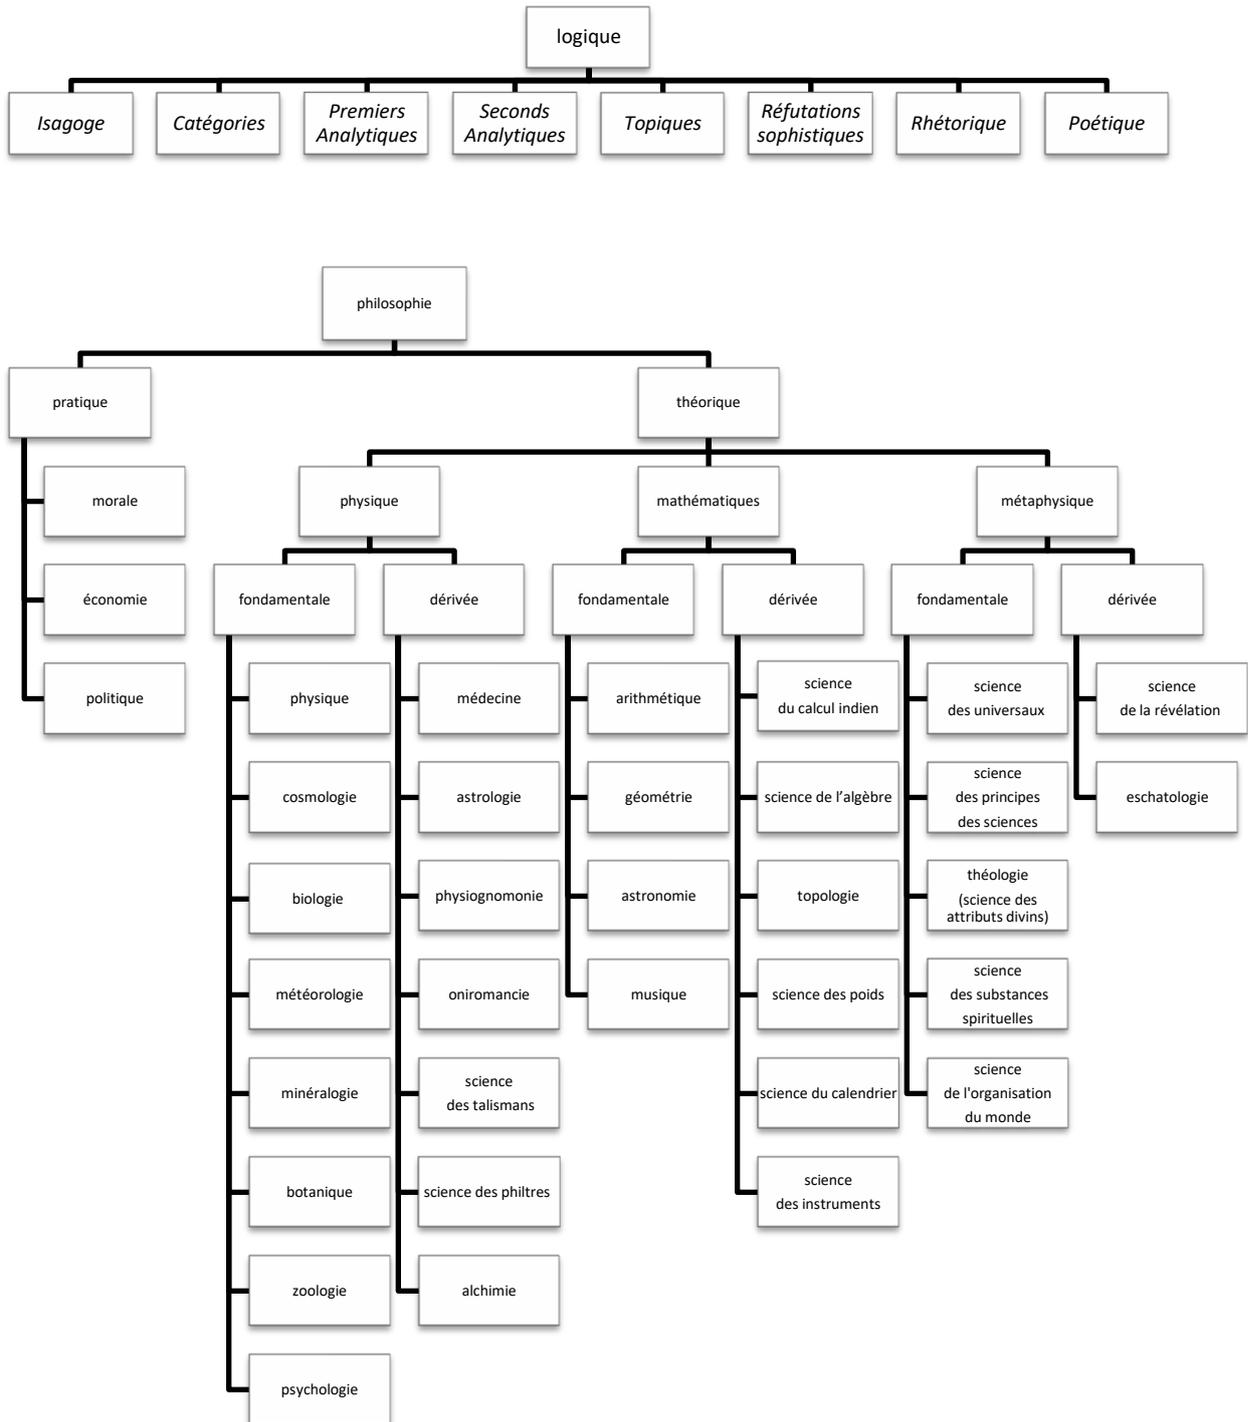 logique
Isagoge
Catégories
Premiers
Analytiques
Seconds
Analytiques
Topiques
Réfutations
sophistiques
Rhétorique
Poétique
philosophie
pratique
morale
économie
politique
théorique
physique
fondamentale
physique
cosmologie
biologie
météorologie
minéralogie
botanique
zoologie
psychologie
dérivée
médecine
astrologie
physiognomonie
oniromancie
science
des talismans
science des philtres
alchimie
mathématiques
fondamentale
arithmétique
géométrie
astronomie
musique
dérivée
science
du calcul indien
science de l’algèbre
topologie
science des poids
science du calendrier
science
des instruments
métaphysique
fondamentale
science
des universaux
science
des principes
des sciences
théologie
(science des
attributs divins)
science
des substances
spirituelles
science
de l'organisation
du monde
dérivée
science
de la révélation
eschatologie